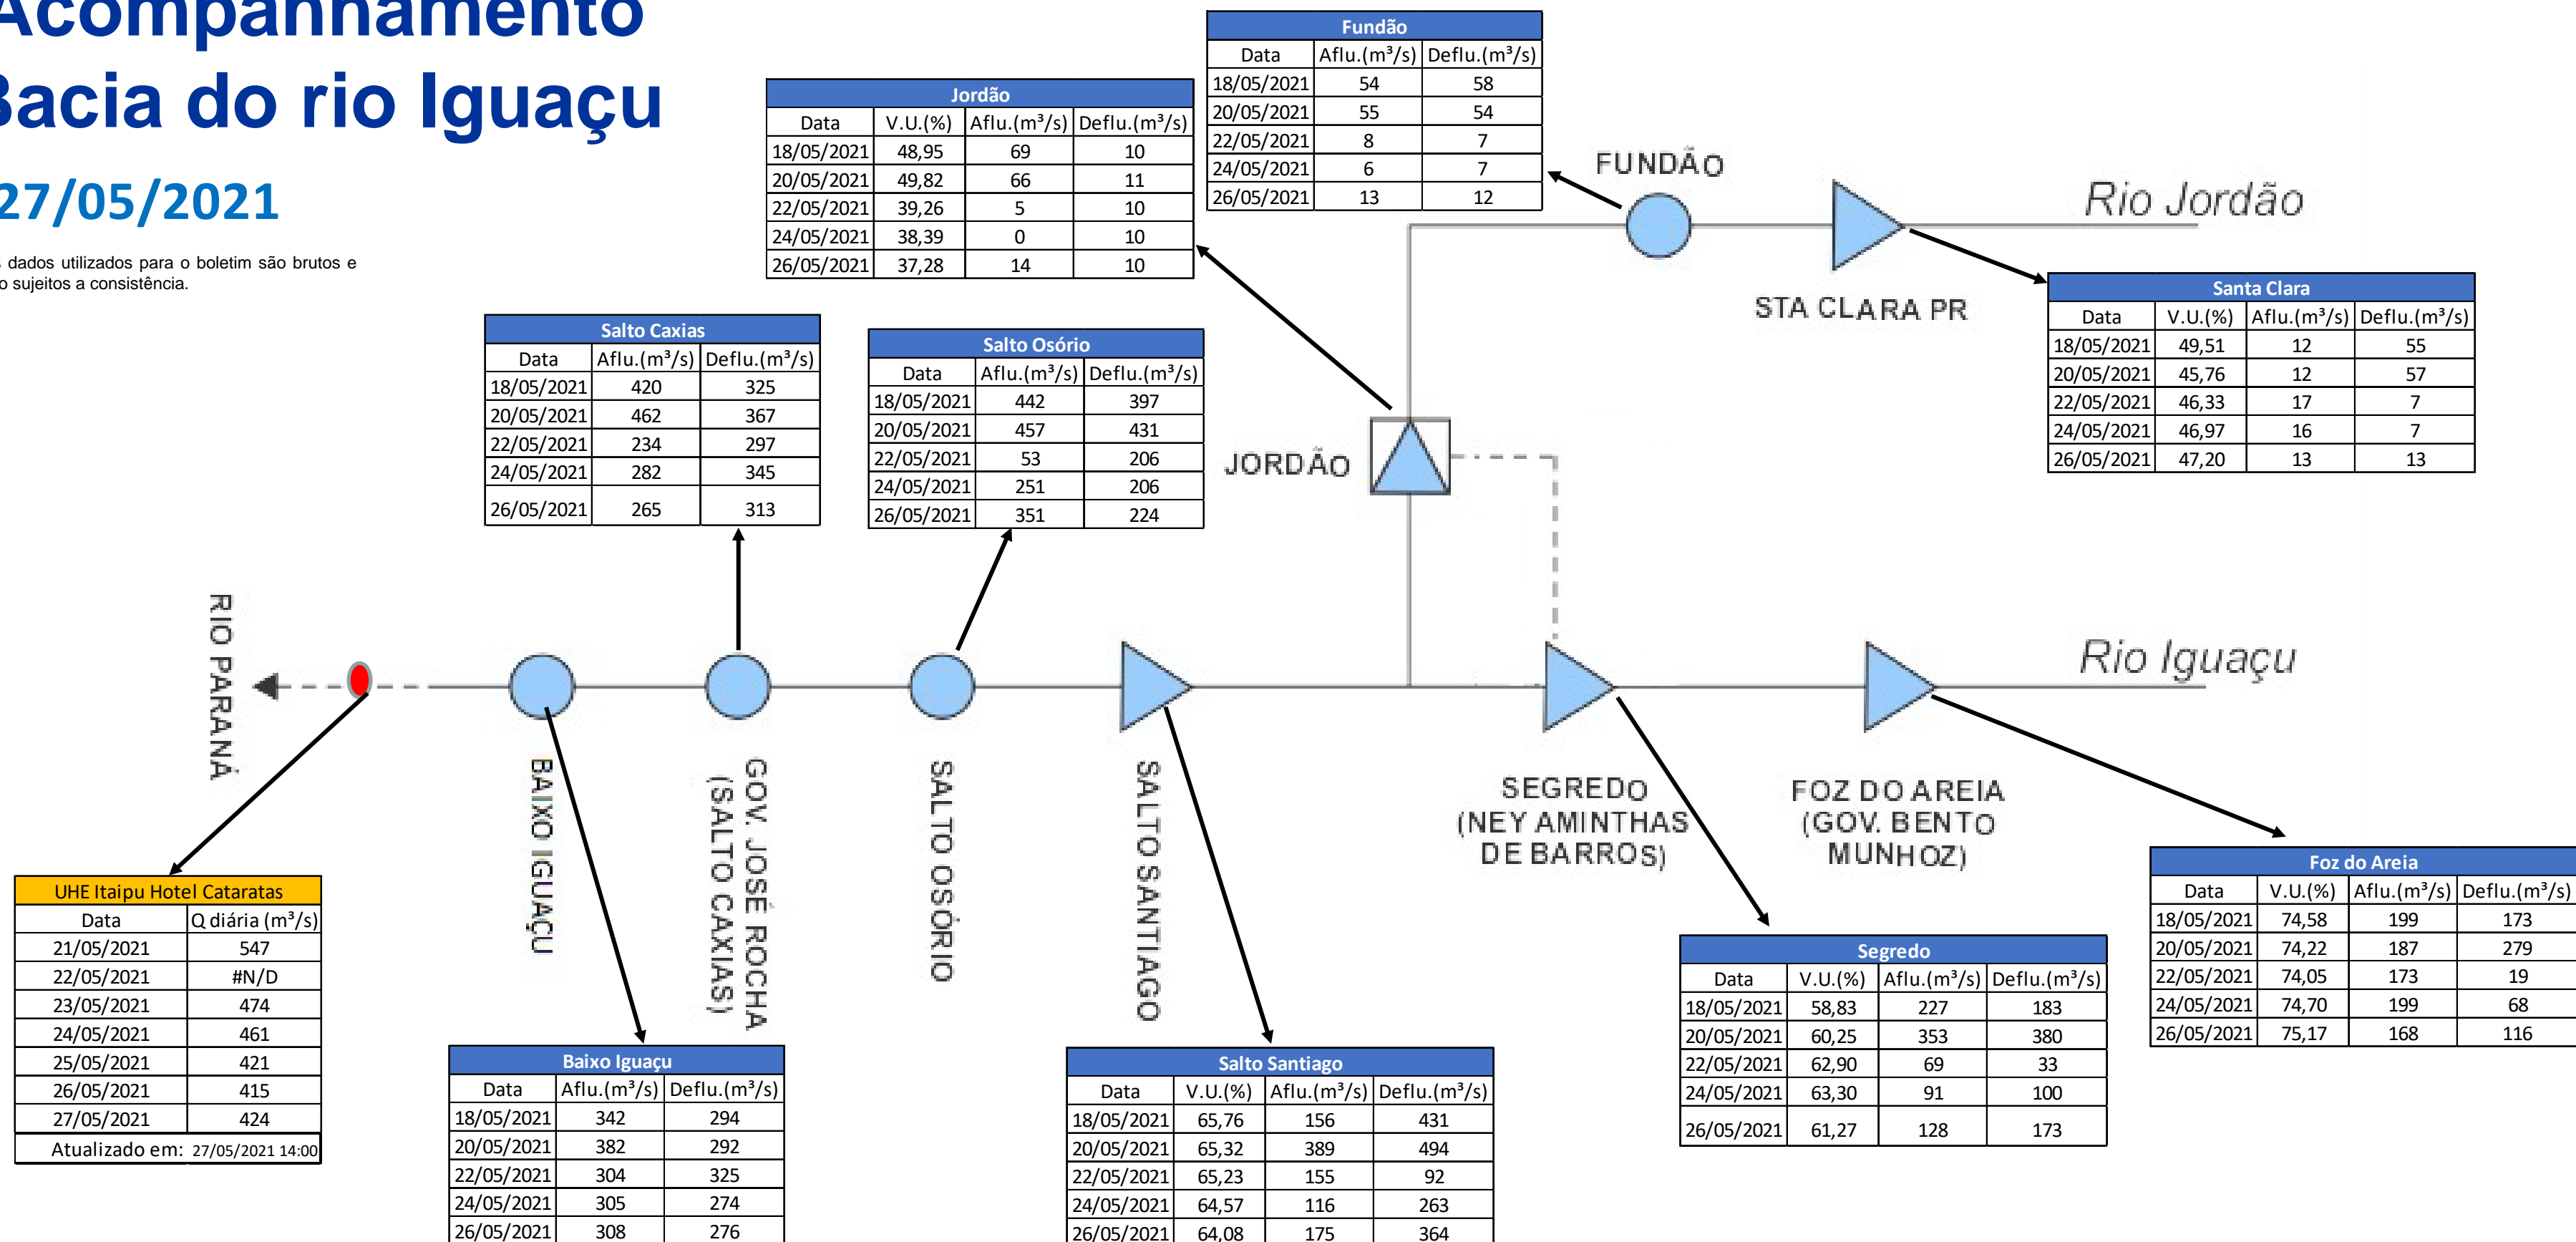 Acompanhamento
Bacia do rio Iguaçu
27/05/2021
dados utilizados para o boletim são brutos e
sujeitos a consistência.
Fundão
Data Aflu.(m³/s) Deflu.(m³/s)
18/05/2021 54 58
20/05/2021 55 54
22/05/2021 8 7
24/05/2021 6 7
26/05/2021 13 12
Jordão
Data V.U.(%) Aflu.(m³/s) Deflu.(m³/s)
18/05/2021 48,95 69 10
20/05/2021 49,82 66 11
22/05/2021 39,26 5 10
24/05/2021 38,39 0 10
26/05/2021 37,28 14 10
FUNDÃO
Rio Jordão
STA CLARA PR
Santa Clara
Data V.U.(%) Aflu.(m³/s) Deflu.(m³/s)
18/05/2021 49,51 12 55
20/05/2021 45,76 12 57
22/05/2021 46,33 17 7
24/05/2021 46,97 16 7
26/05/2021 47,20 13 13
Salto Caxias
Data Aflu.(m³/s) Deflu.(m³/s)
18/05/2021 420 325
20/05/2021 462 367
22/05/2021 234 297
24/05/2021 282 345
26/05/2021 265 313
Salto Osório
Data Aflu.(m³/s) Deflu.(m³/s)
18/05/2021 442 397
20/05/2021 457 431
22/05/2021 53 206
24/05/2021 251 206
26/05/2021 351 224
JORDÃO
RIO PARANÁ
Rio Iguaçu
BAIXO IGUAÇU
GOV. JOSÉ ROCHA
(SALTO CAXIAS)
SALTO OSÓRIO
SALTO SANTIAGO
SEGREDO
(NEY AMINTHAS
DE BARROS)
FOZ DO AREIA
(GOV. BENTO
MUNHOZ)
UHE Itaipu Hotel Cataratas
Data Q diária (m³/s)
21/05/2021 547
22/05/2021 #N/D
23/05/2021 474
24/05/2021 461
25/05/2021 421
26/05/2021 415
27/05/2021 424
Atualizado em: 27/05/2021 14:00
Baixo Iguaçu
Data Aflu.(m³/s) Deflu.(m³/s)
18/05/2021 342 294
20/05/2021 382 292
22/05/2021 304 325
24/05/2021 305 274
26/05/2021 308 276
Salto Santiago
Data V.U.(%) Aflu.(m³/s) Deflu.(m³/s)
18/05/2021 65,76 156 431
20/05/2021 65,32 389 494
22/05/2021 65,23 155 92
24/05/2021 64,57 116 263
26/05/2021 64,08 175 364
Segredo
Data V.U.(%) Aflu.(m³/s) Deflu.(m³/s)
18/05/2021 58,83 227 183
20/05/2021 60,25 353 380
22/05/2021 62,90 69 33
24/05/2021 63,30 91 100
26/05/2021 61,27 128 173
Foz do Areia
Data V.U.(%) Aflu.(m³/s) Deflu.(m³/s)
18/05/2021 74,58 199 173
20/05/2021 74,22 187 279
22/05/2021 74,05 173 19
24/05/2021 74,70 199 68
26/05/2021 75,17 168 116